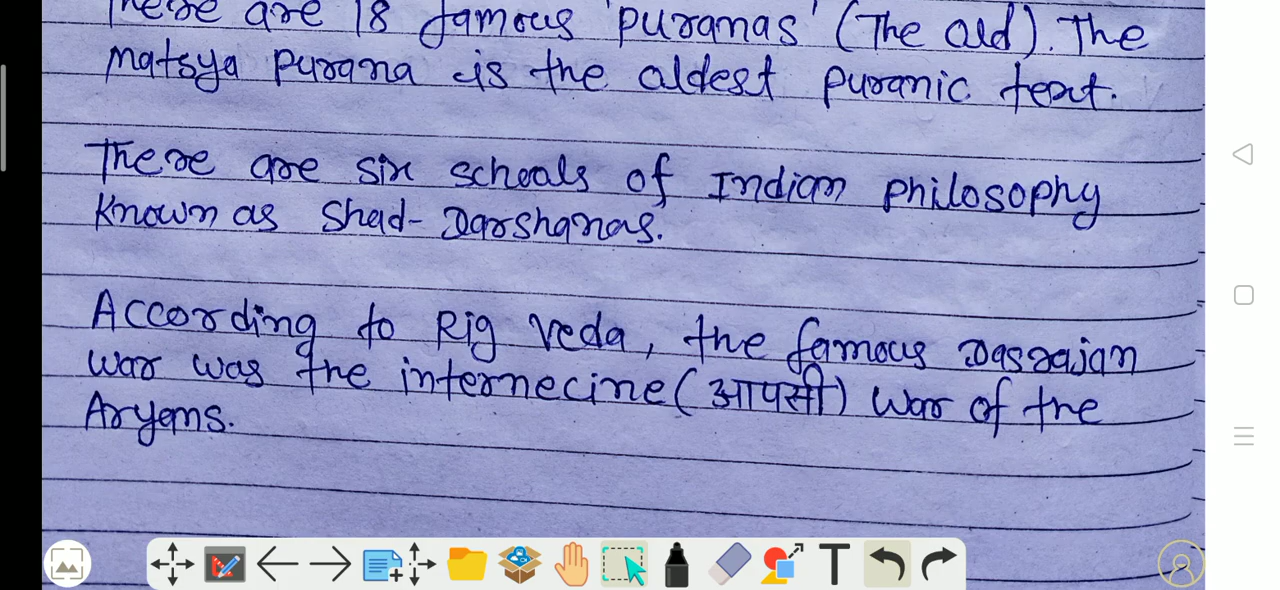 There are 18 famous 'puranas' (The old). The
Matsya Purana is the oldest puranic text.
There are six schools of Indian Philosophy
Known as Shad-Darshanas.
According to Rig Veda, the famous Dasrajan
war was the internecine (आपसी) war of the
Aryans.
T